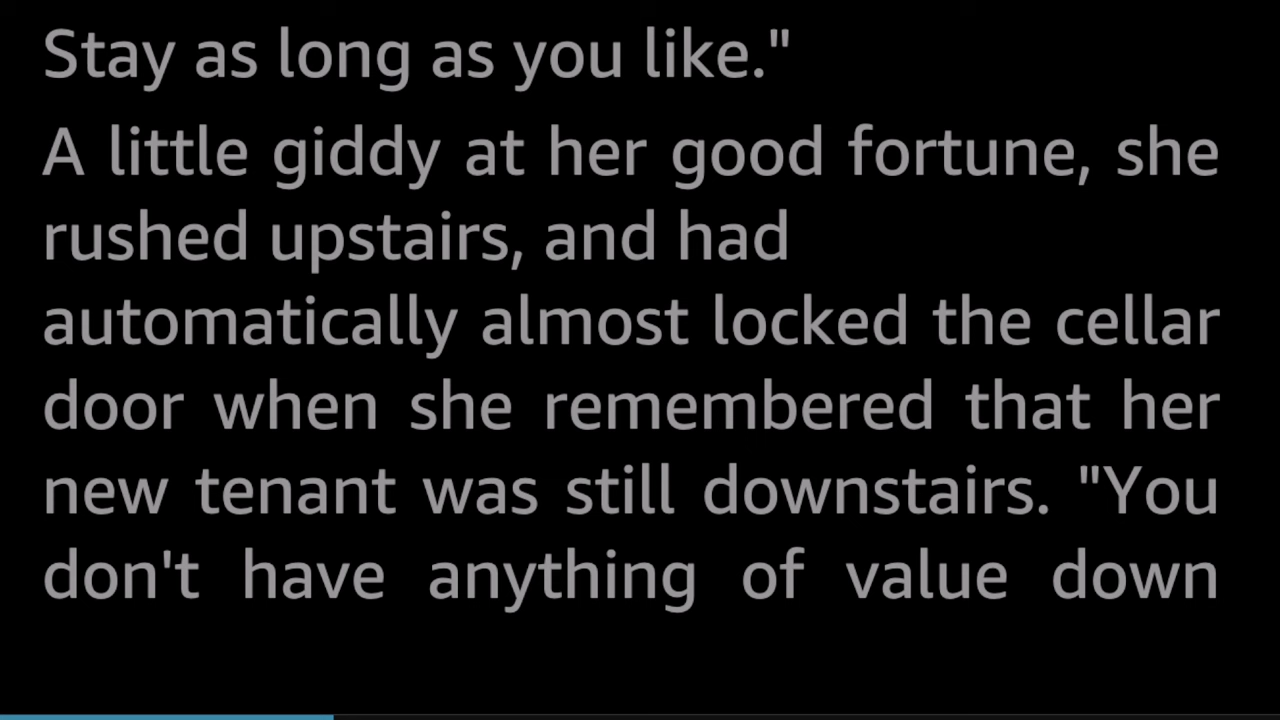 Stay as long as you like."
A little giddy at her good fortune, she
rushed upstairs, and had
automatically almost locked the cellar
door when she remembered that her
new tenant was still downstairs. "You
don't have anything of value down